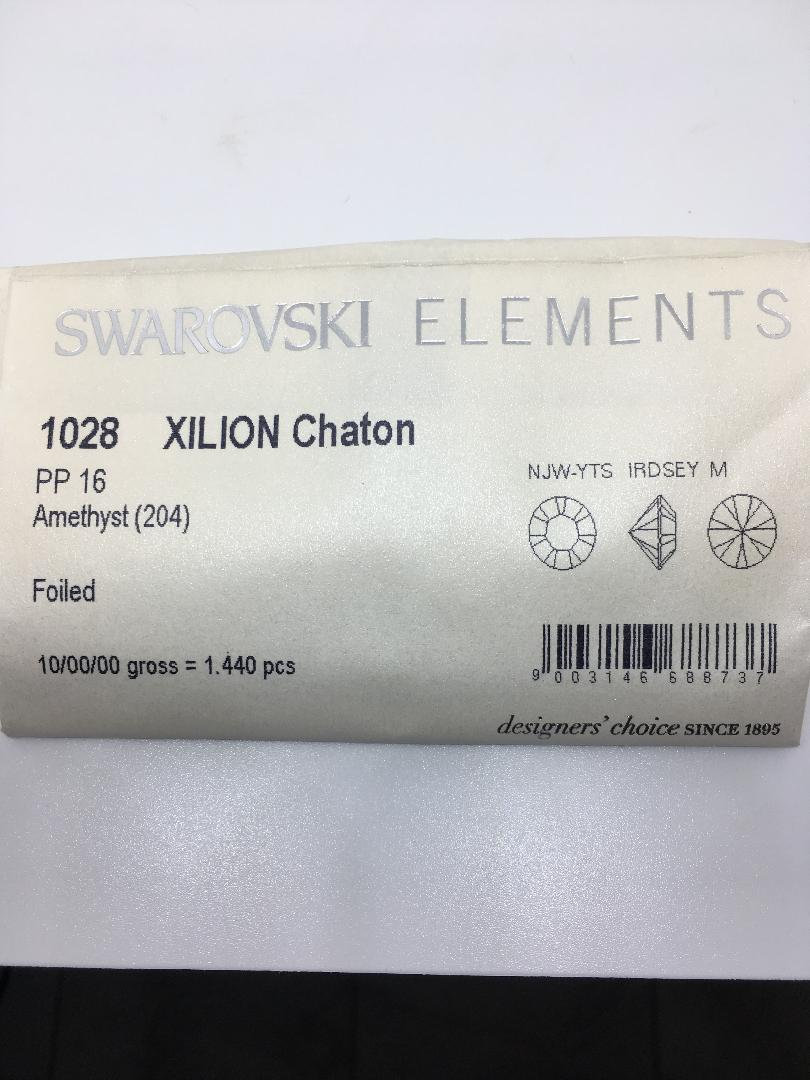 SWAROVSKI ELEMENTS
1028 XILION Chaton
PP 16
Amethyst (204)
NJW-YTS IRDSEY M
Foiled
10/00/00 gross = 1.440 pcs
9 003146 688737
designers' choice SINCE 1895